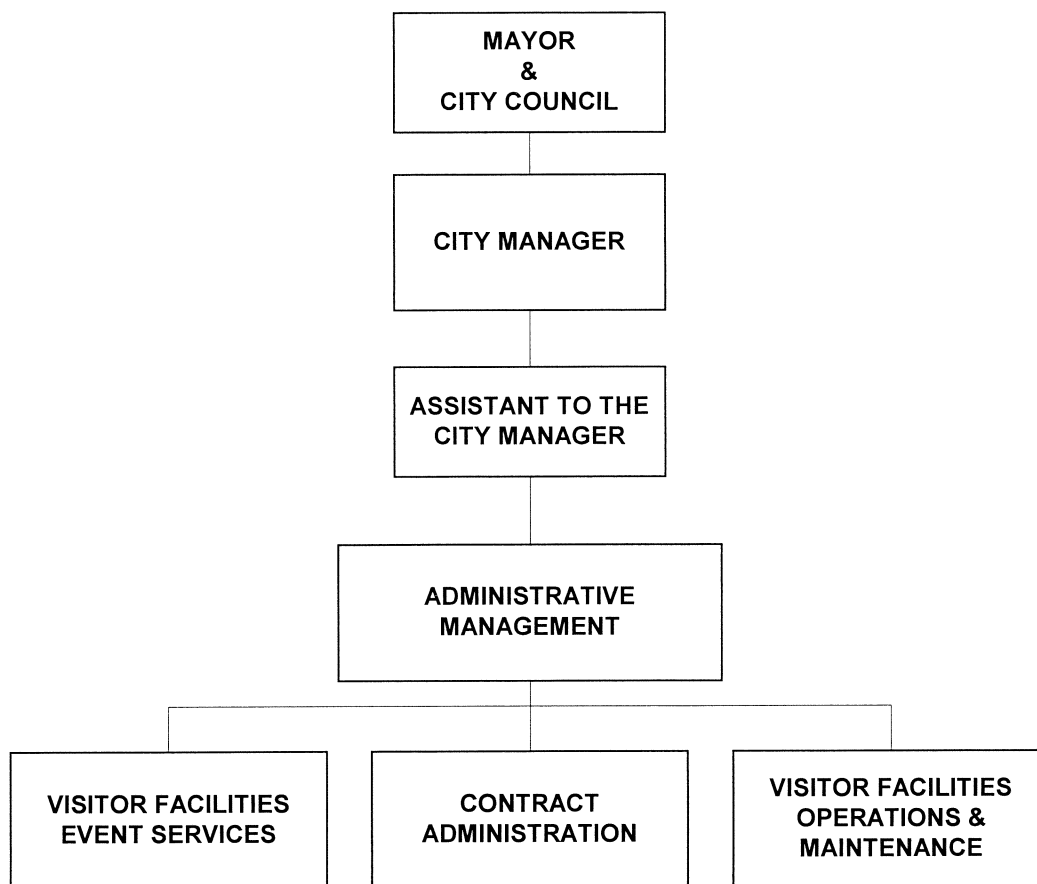 MAYOR
&
CITY COUNCIL
CITY MANAGER
ASSISTANT TO THE
CITY MANAGER
ADMINISTRATIVE
MANAGEMENT
VISITOR FACILITIES
EVENT SERVICES
CONTRACT
ADMINISTRATION
VISITOR FACILITIES
OPERATIONS &
MAINTENANCE